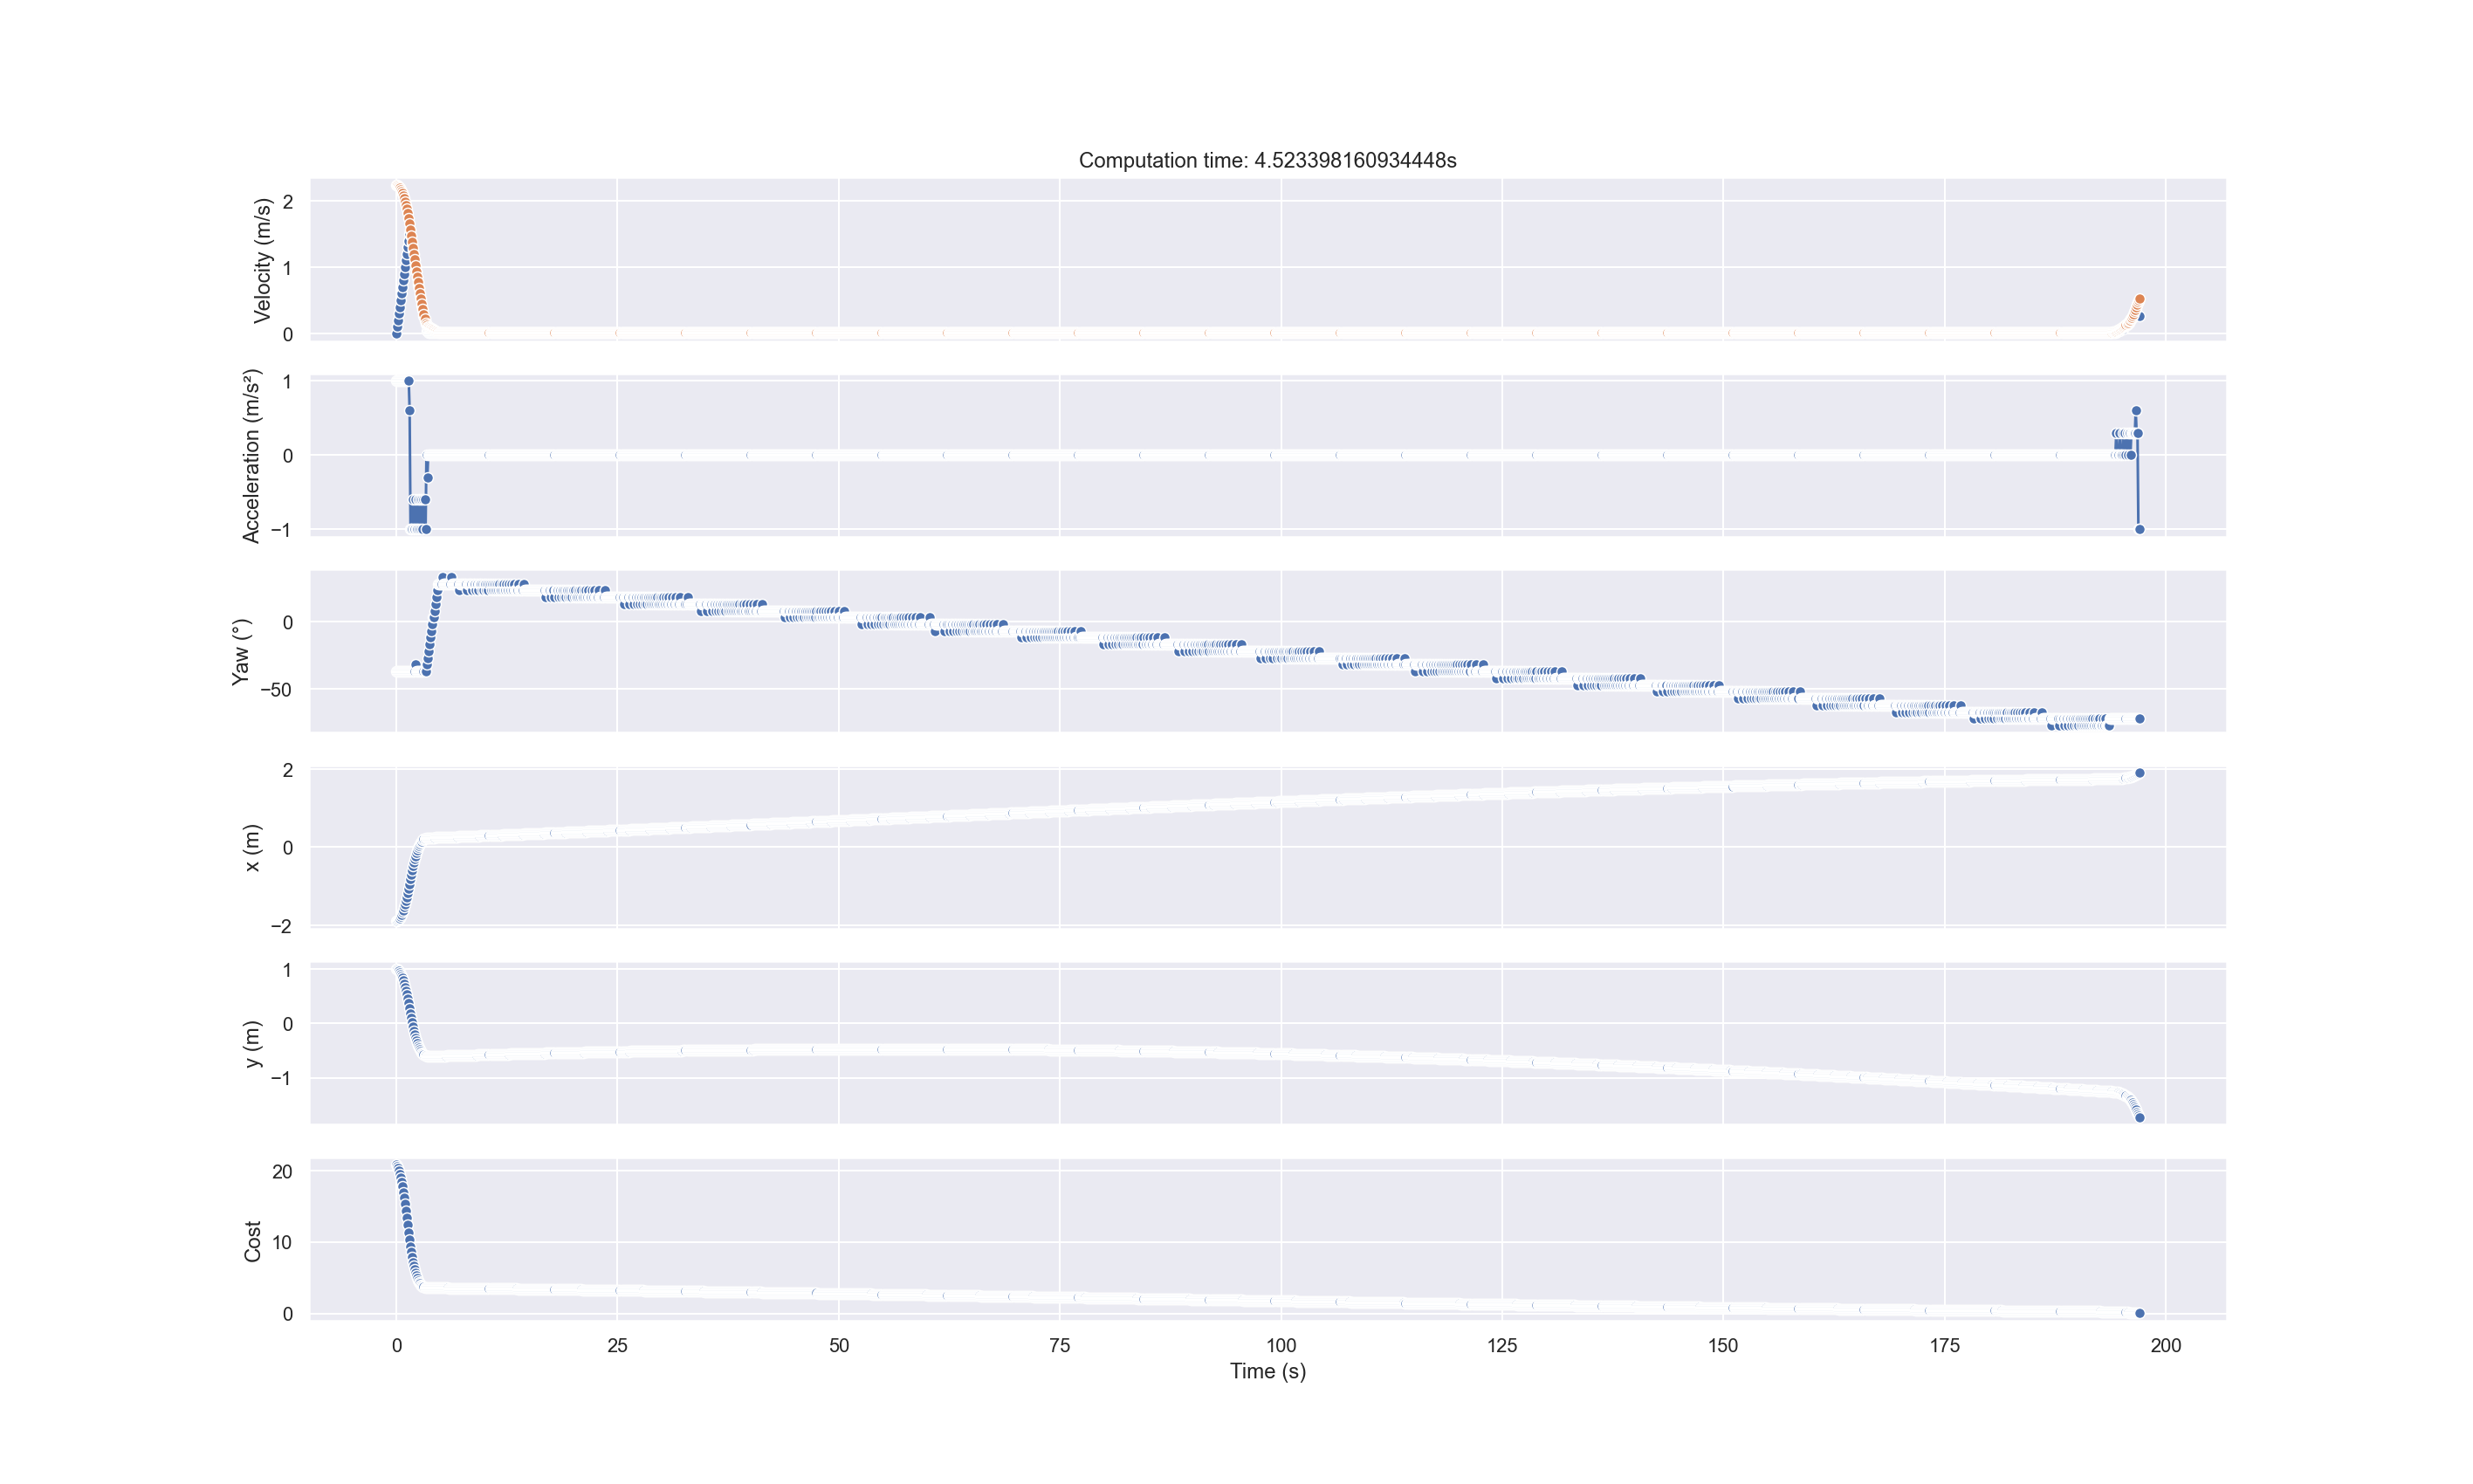 Computation time: 4.523398160934448s
Velocity (m/s)
2
1
0
Acceleration (m/s²)
1
0
−1
Yaw (°)
0
−50
x (m)
2
0
−2
y (m)
1
0
−1
Cost
20
10
0
0 25 50 75 100 125 150 175 200
Time (s)